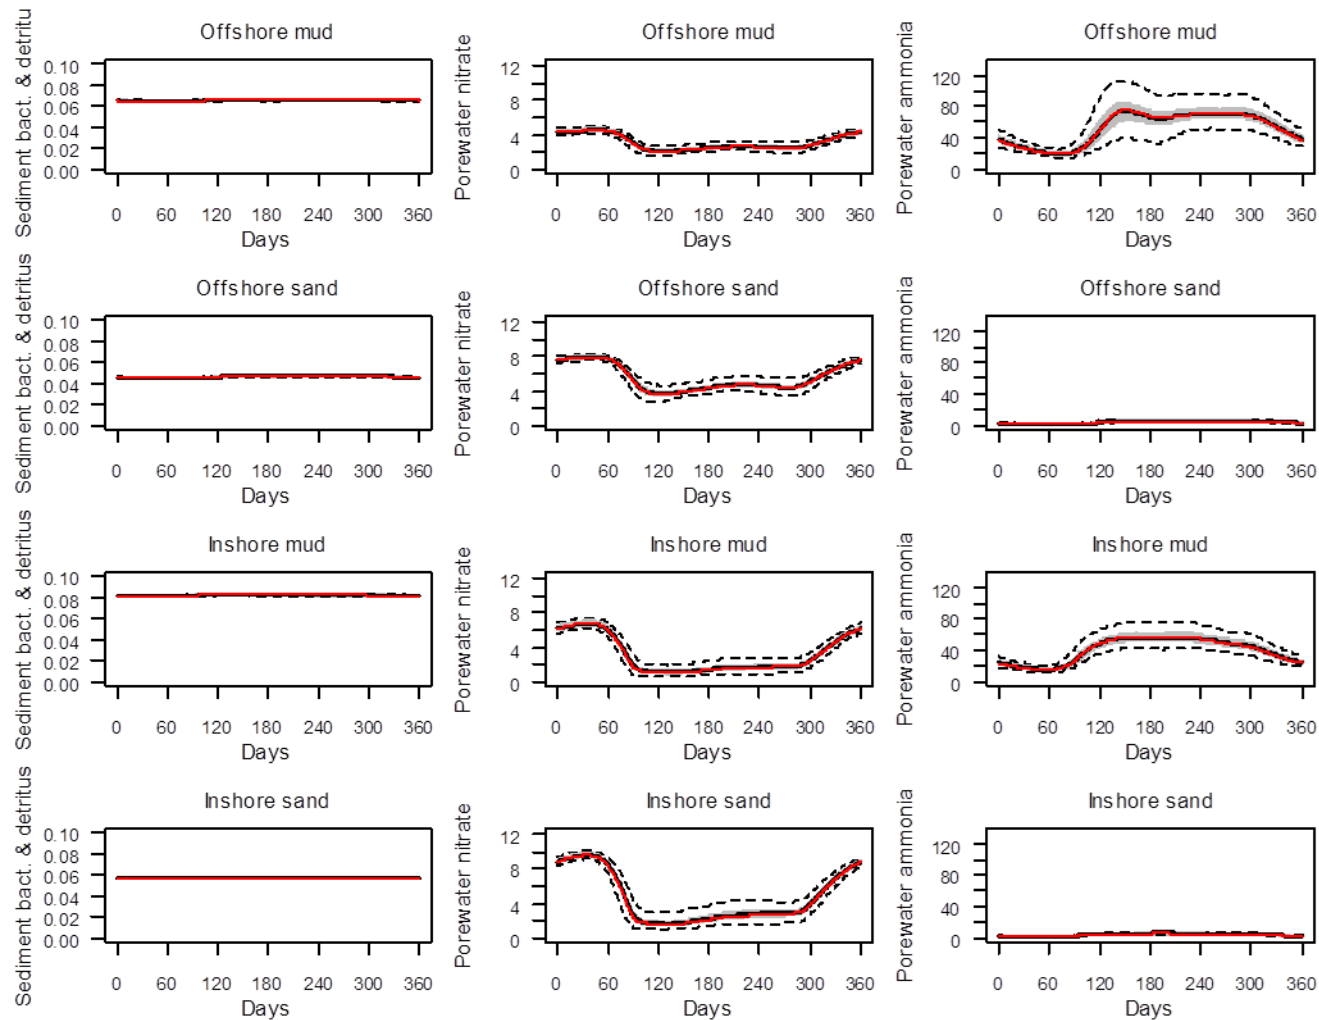 Offshore mud
Sediment bact. & detritu
0.10
0.08
0.06
0.04
0.02
0.00
0 60 120 180 240 300 360
Days
Offshore mud
Porewater nitrate
12
8
4
0
0 60 120 180 240 300 360
Days
Offshore mud
Porewater ammonia
120
80
40
0
0 60 120 180 240 300 360
Days
Offshore sand
Sediment bact. & detritus
0.10
0.08
0.06
0.04
0.02
0.00
0 60 120 180 240 300 360
Days
Offshore sand
Porewater nitrate
12
8
4
0
0 60 120 180 240 300 360
Days
Offshore sand
Porewater ammonia
120
80
40
0
0 60 120 180 240 300 360
Days
Inshore mud
Sediment bact. & detritus
0.10
0.08
0.06
0.04
0.02
0.00
0 60 120 180 240 300 360
Days
Inshore mud
Porewater nitrate
12
8
4
0
0 60 120 180 240 300 360
Days
Inshore mud
Porewater ammonia
120
80
40
0
0 60 120 180 240 300 360
Days
Inshore sand
Sediment bact. & detritus
0.10
0.08
0.06
0.04
0.02
0.00
0 60 120 180 240 300 360
Days
Inshore sand
Porewater nitrate
12
8
4
0
0 60 120 180 240 300 360
Days
Inshore sand
Porewater ammonia
120
80
40
0
0 60 120 180 240 300 360
Days